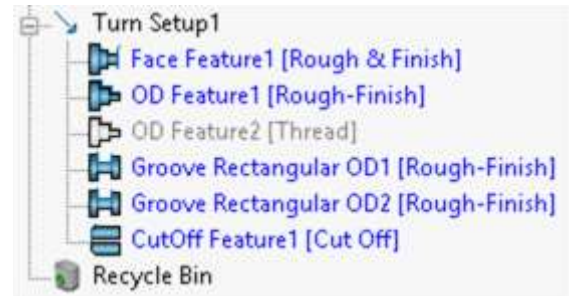 Turn Setup1
Face Feature1 [Rough & Finish]
OD Feature1 [Rough-Finish]
OD Feature2 [Thread]
Groove Rectangular OD1 [Rough-Finish]
Groove Rectangular OD2 [Rough-Finish]
CutOff Feature1 [Cut Off]
Recycle Bin